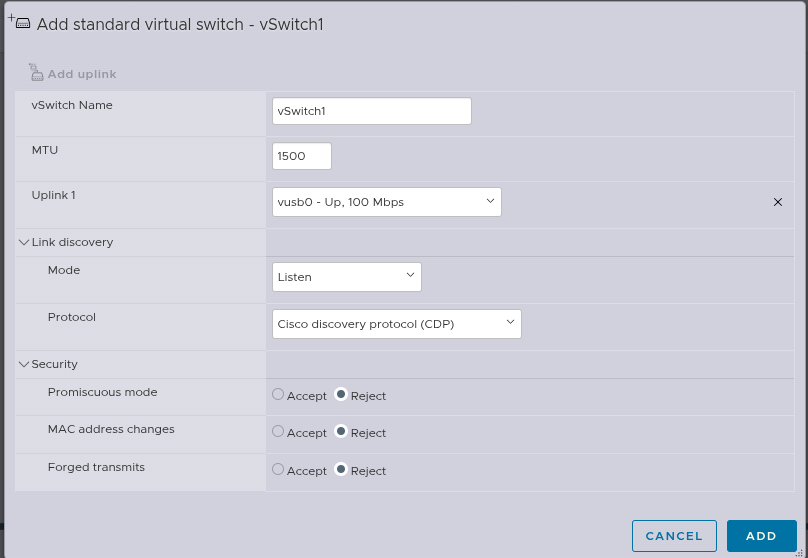 Add standard virtual switch - vSwitch1
Add uplink
vSwitch Name
vSwitch1
MTU
1500
Uplink 1
vusb0 - Up, 100 Mbps
Link discovery
Mode
Listen
Protocol
Cisco discovery protocol (CDP)
Security
Promiscuous mode
Accept Reject
MAC address changes
Accept Reject
Forged transmits
Accept Reject
CANCEL
ADD